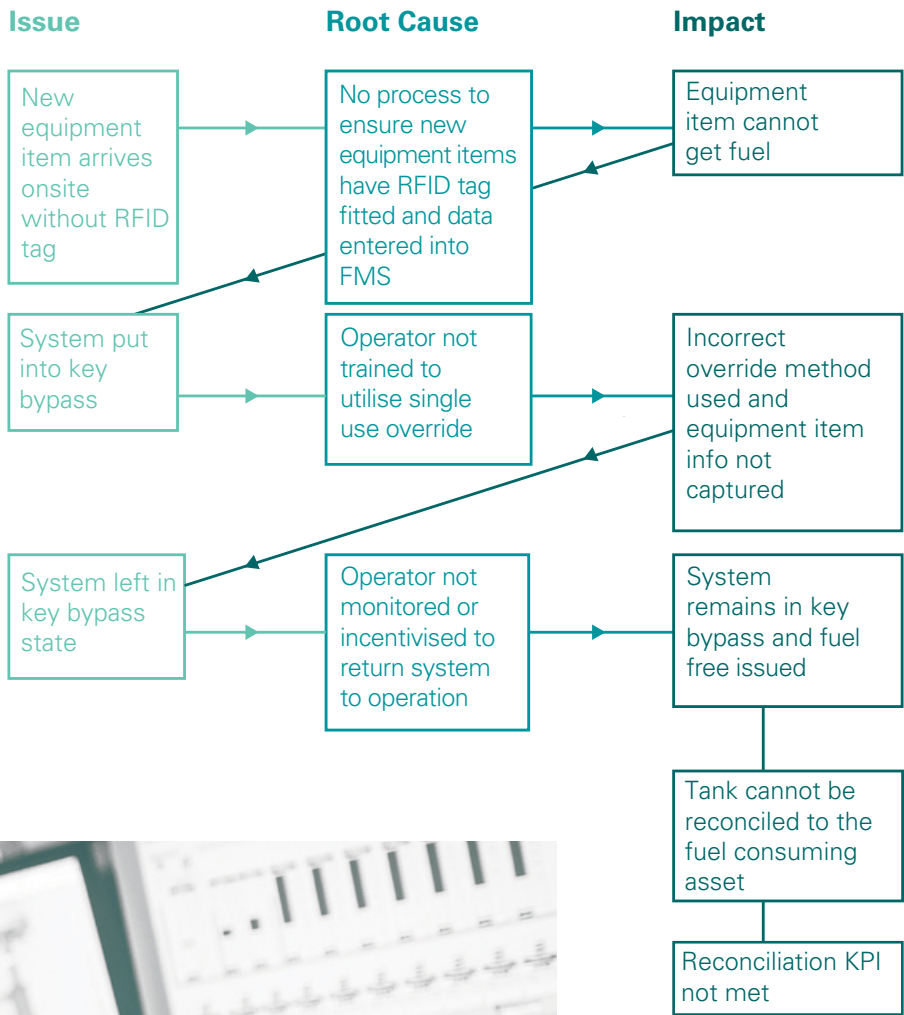 Issue
Root Cause
Impact
New
equipment
item arrives
onsite
without RFID
tag
No process to
ensure new
equipment items
have RFID tag
fitted and data
entered into
FMS
Equipment
item cannot
get fuel
System put
into key
bypass
Operator not
trained to
utilise single
use override
Incorrect
override method
used and
equipment item
info not
captured
System left in
key bypass
state
Operator not
monitored or
incentivised to
return system
to operation
System
remains in key
bypass and fuel
free issued
Tank cannot be
reconciled to the
fuel consuming
asset
Reconciliation KPI
not met